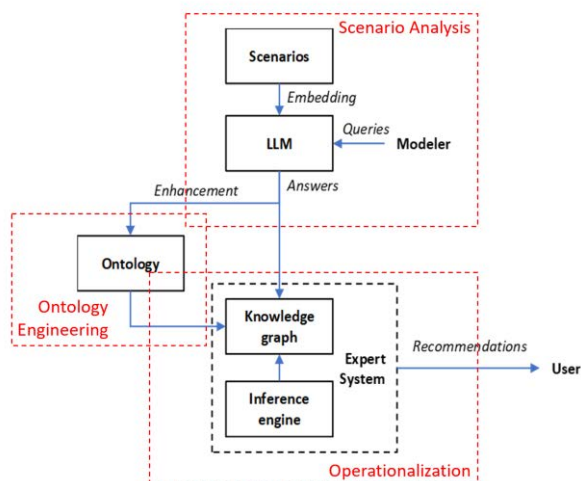 Scenario Analysis
Scenarios
Embedding
LLM
Queries
Modeler
Enhancement
Answers
Ontology
Ontology
Engineering
Knowledge
graph
Expert
System
Recommendations
User
Inference
engine
Operationalization